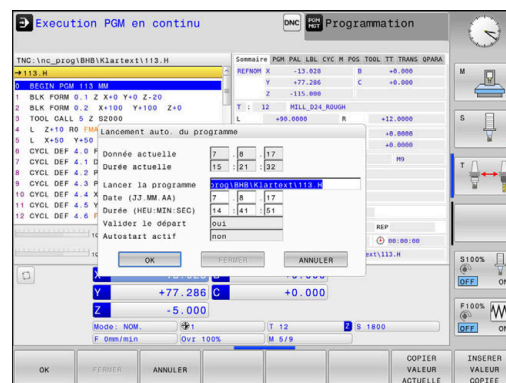 Execution PGM en continu
DNC
Programmation
TNC:\nc_prog\BHB\Klartext\113.H
→113.H
0 BEGIN PGM 113 MM
1 BLK FORM 0.1 Z X+0 Y+0 Z-20
2 BLK FORM 0.2 X+100 Y+100 Z+0
3 TOOL CALL 5 Z S2000
4 L Z+10 R0 FMA
5 L X+50 Y+50
6 CYCL DEF 4.0 F
7 CYCL DEF 4.1 D
8 CYCL DEF 4.2 P
9 CYCL DEF 4.3 P
10 CYCL DEF 4.4 X
11 CYCL DEF 4.5 Y
12 CYCL DEF 4.6 F
Sommaire PGM PAL LBL CYC M POS TOOL TT TRANS QPARA
REFNOM X -13.020 B +0.000
Y +77.286 C +0.000
Z -115.000
T : 12 MILL_D24_ROUGH
L +90.0000 R +12.0000
+0.0000
+0.0000
M9
REP
00:00:00
ext\113.H
Lancement auto. du programme
Donnée actuelle 7 .8 .17
Durée actuelle 15 :21 :32
Lancer la programme prog\BHB\Klartext\113.H
Date (JJ.MM.AA) 7 .8 .17
Durée (HEU:MIN:SEC) 14 :41 :51
Valider le départ oui
Autostart actif non
OK FERMER ANNULER
Y +77.286 C +0.000
Z -5.000
Mode: NOM. 1 T 12 Z S 1800
F 0mm/min Ovr 100% M 5/9
M
S
T
S100%
OFF ON
F100%
OFF ON
OK FERMER ANNULER
COPIER VALEUR ACTUELLE
INSERER VALEUR COPIEE